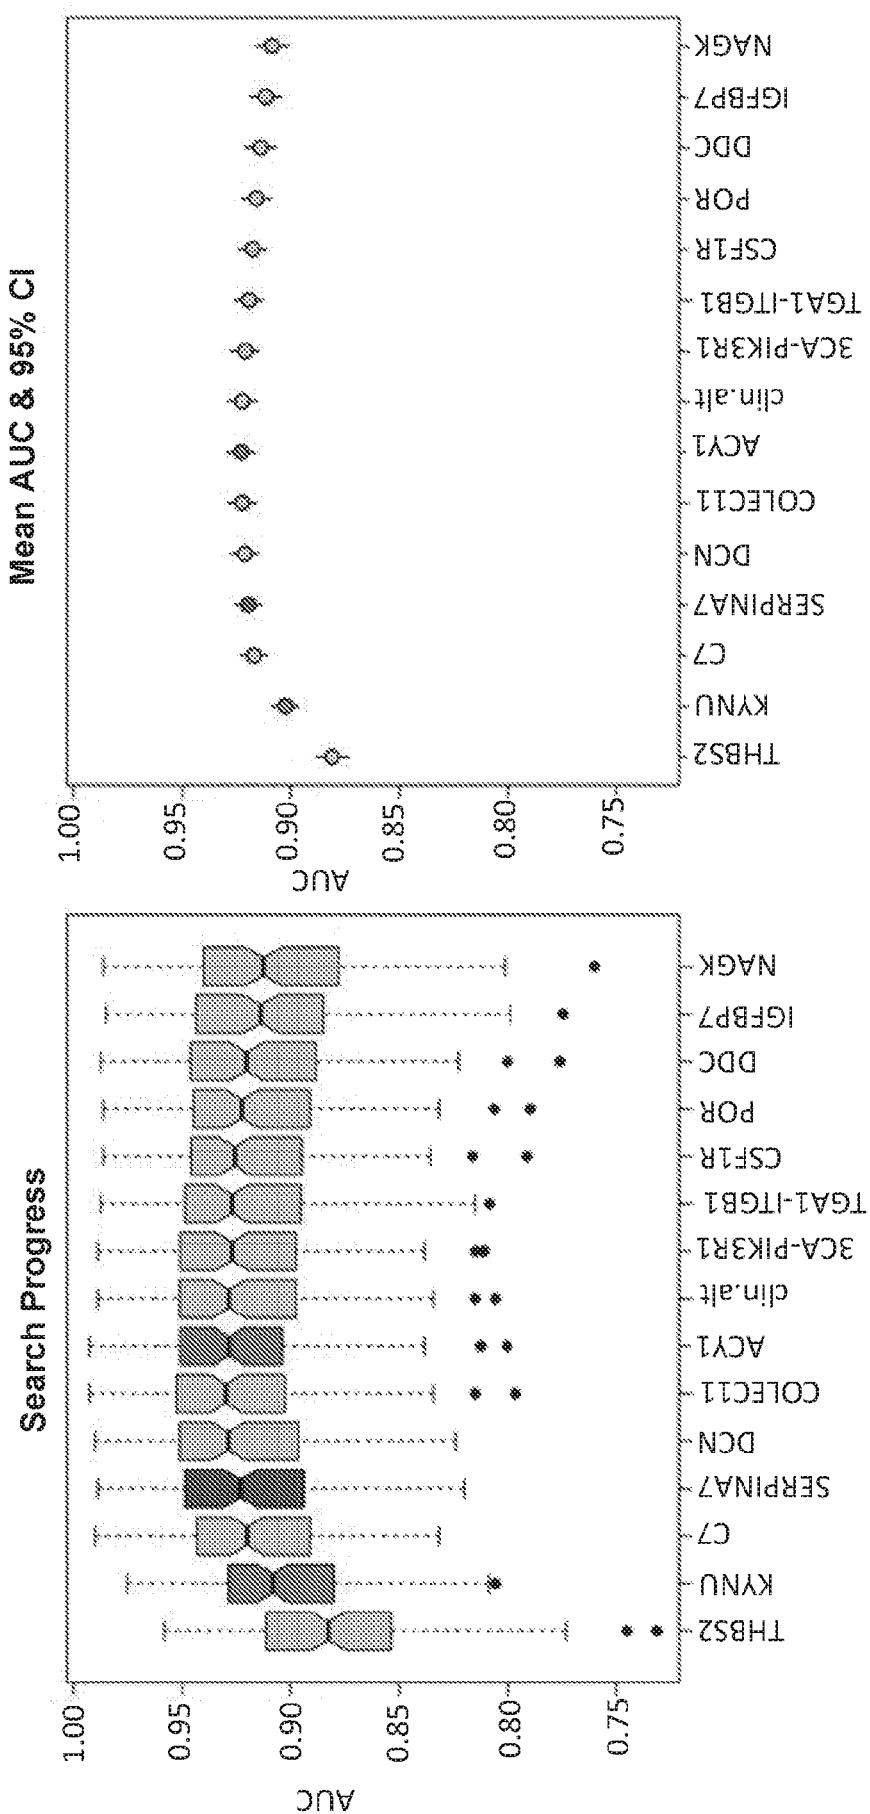 Search Progress
AUC
1.00
0.95
0.90
0.85
0.80
0.75
THBS2
KYNU
C7
SERPINA7
DCN
COLEC11
ACY1
clin.alt
3CA-PIK3R1
TGA1-ITGB1
CSF1R
POR
DDC
IGFBP7
NAGK
Mean AUC & 95% CI
AUC
1.00
0.95
0.90
0.85
0.80
0.75
THBS2
KYNU
C7
SERPINA7
DCN
COLEC11
ACY1
clin.alt
3CA-PIK3R1
TGA1-ITGB1
CSF1R
POR
DDC
IGFBP7
NAGK